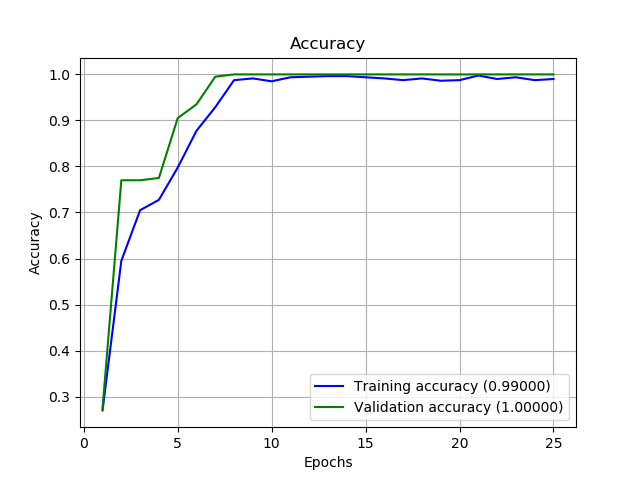 Accuracy
1.0
0.9
0.8
0.7
0.6
0.5
0.4
0.3
Accuracy
Training accuracy (0.99000)
Validation accuracy (1.00000)
0 5 10 15 20 25
Epochs